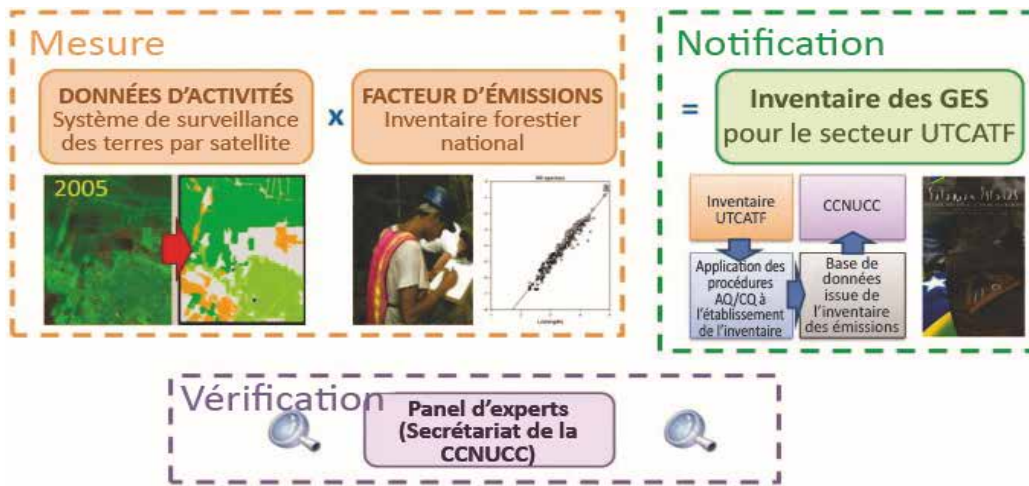 Mesure
DONNÉES D'ACTIVITÉS
Système de surveillance
des terres par satellite
x
FACTEUR D'ÉMISSIONS
Inventaire forestier
national
2005
Notification
=
Inventaire des GES
pour le secteur UTCATF
Inventaire
UTCATF
CCNUCC
Application des
procédures
AQ/CQ à
l'établissement
de l'inventaire
Base de
données
issue de
l'inventaire
des émissions
Vérification
Panel d'experts
(Secrétariat de la
CCNUCC)